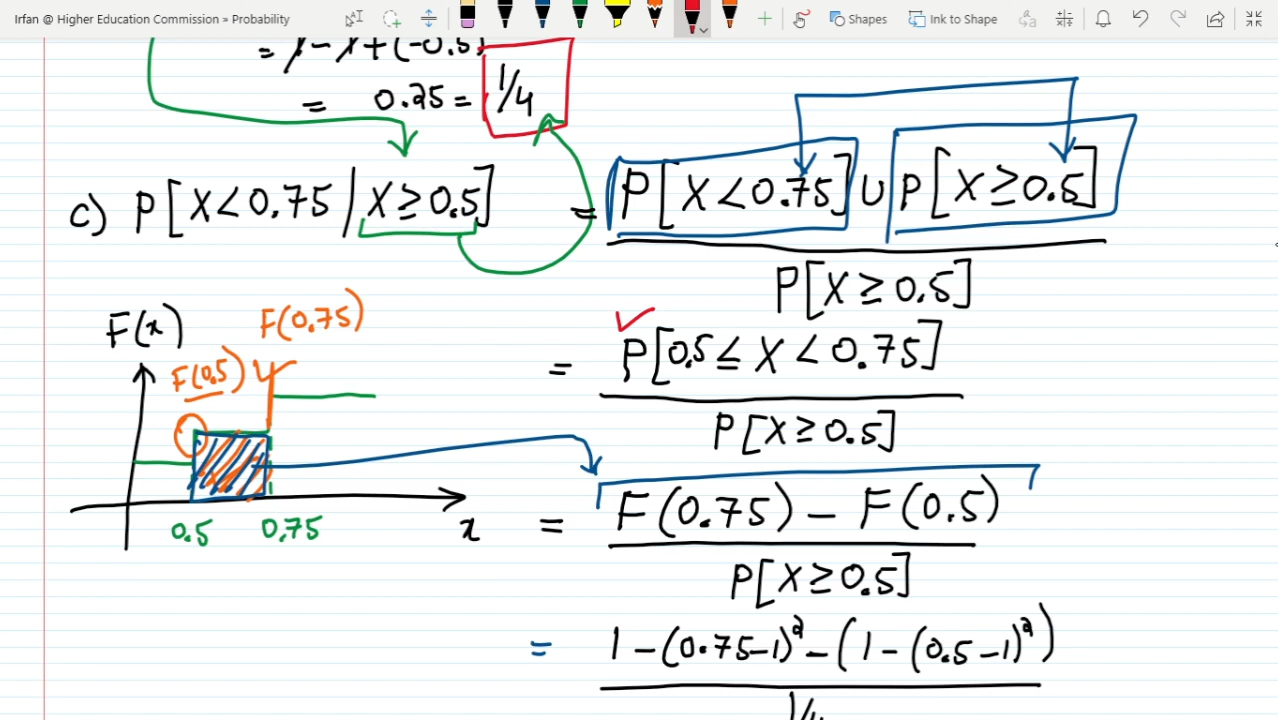 Irfan @ Higher Education Commission » Probability
Shapes
Ink to Shape
= 0.25 = 1/4
c) P[X<0.75 | X≥0.5] = P[X<0.75] U P[X≥0.5]
P[X≥0.5]
F(x)
F(0.75)
F(0.5)
0.5
0.75
x
= P[0.5≤X<0.75]
P[X≥0.5]
= F(0.75) - F(0.5)
P[X≥0.5]
= 1-(0.75-1)²-(1-(0.5-1)²)
1/4